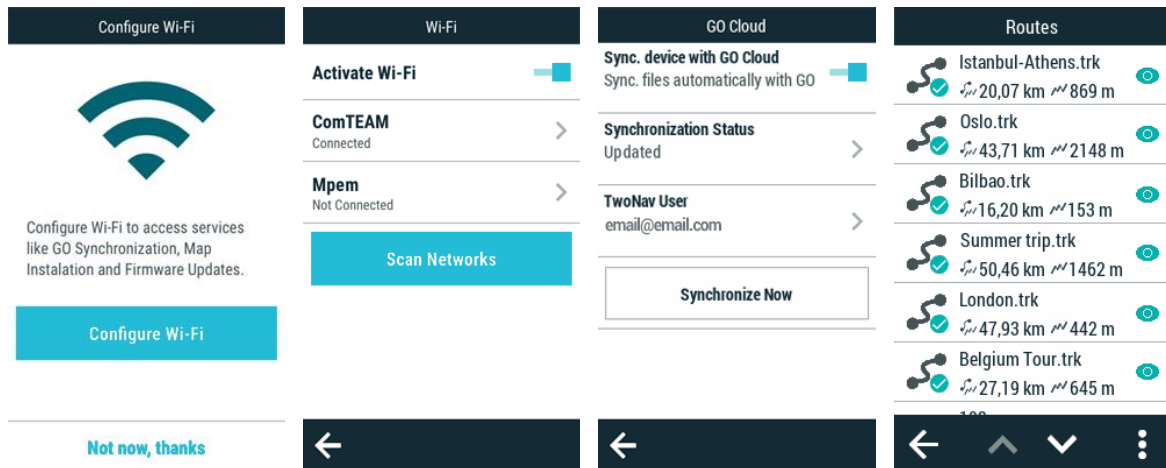 Configure Wi-Fi
Configure Wi-Fi to access services
like GO Synchronization, Map
Instalation and Firmware Updates.
Configure Wi-Fi
Not now, thanks
Wi-Fi
Activate Wi-Fi
ComTEAM
Connected
Mpem
Not Connected
Scan Networks
GO Cloud
Sync. device with GO Cloud
Sync. files automatically with GO
Synchronization Status
Updated
TwoNav User
email@email.com
Synchronize Now
Routes
Istanbul-Athens.trk
20,07 km 869 m
Oslo.trk
43,71 km 2148 m
Bilbao.trk
16,20 km 153 m
Summer trip.trk
50,46 km 1462 m
London.trk
47,93 km 442 m
Belgium Tour.trk
27,19 km 645 m